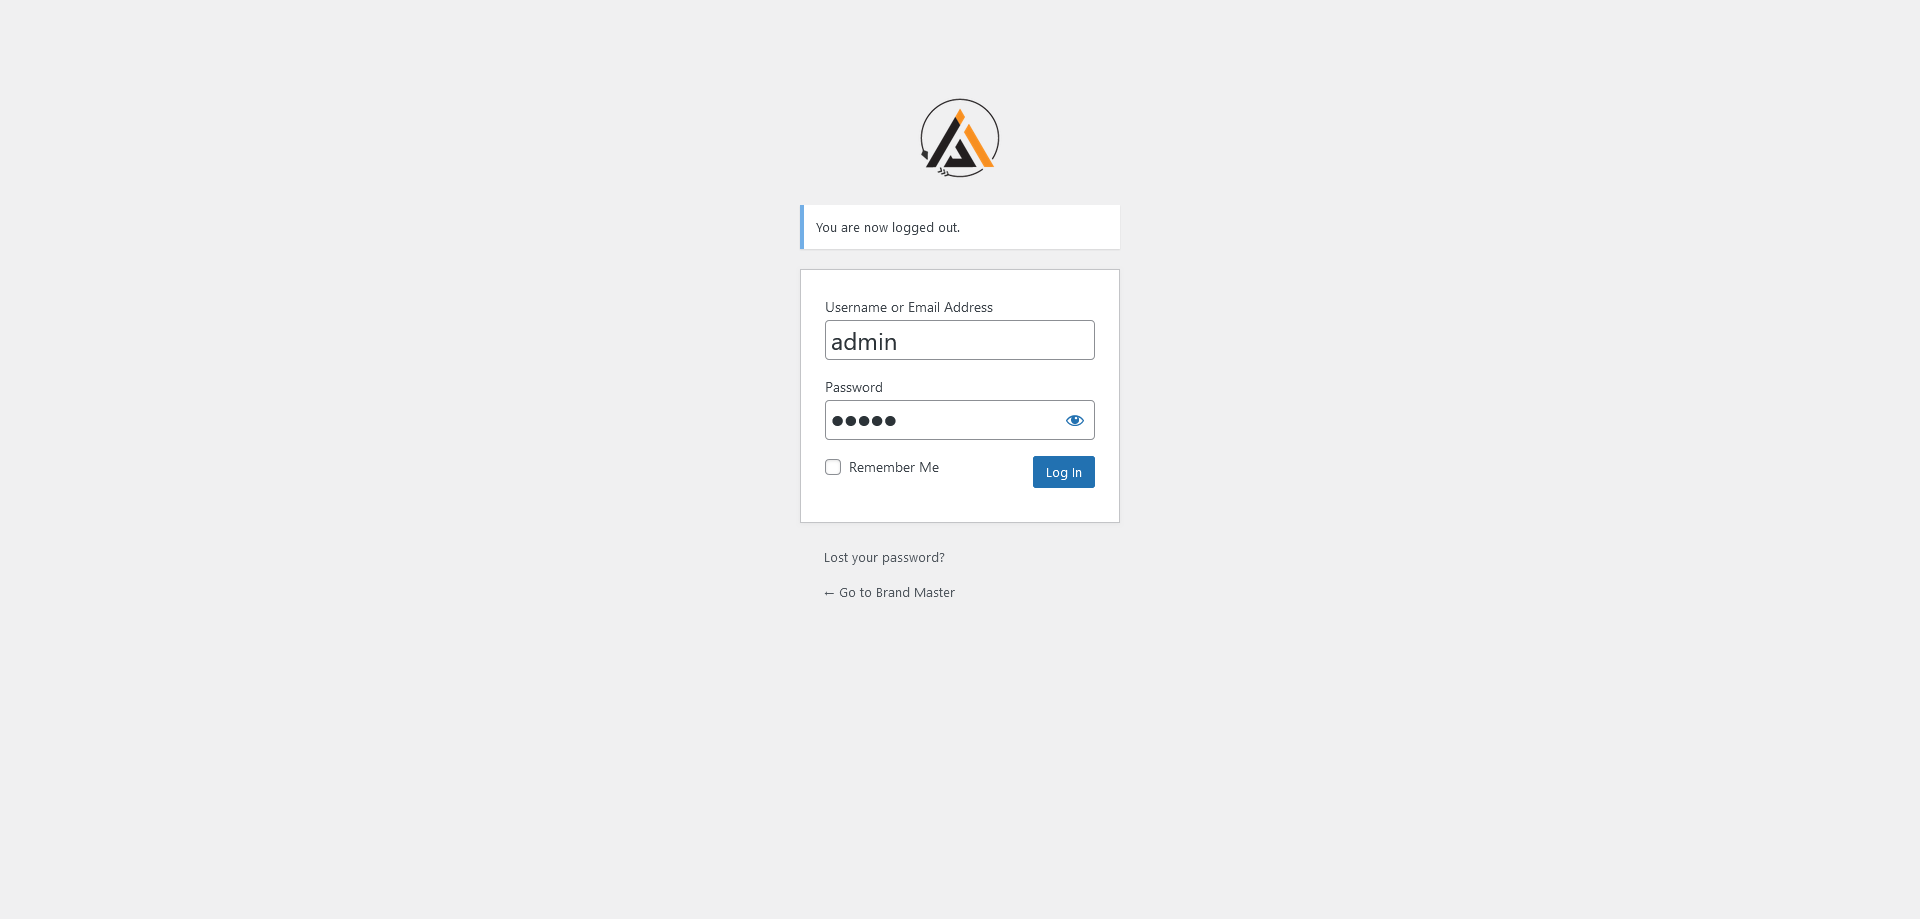 You are now logged out.
Username or Email Address
admin
Password
●●●●●
Remember Me
Log In
Lost your password?
← Go to Brand Master